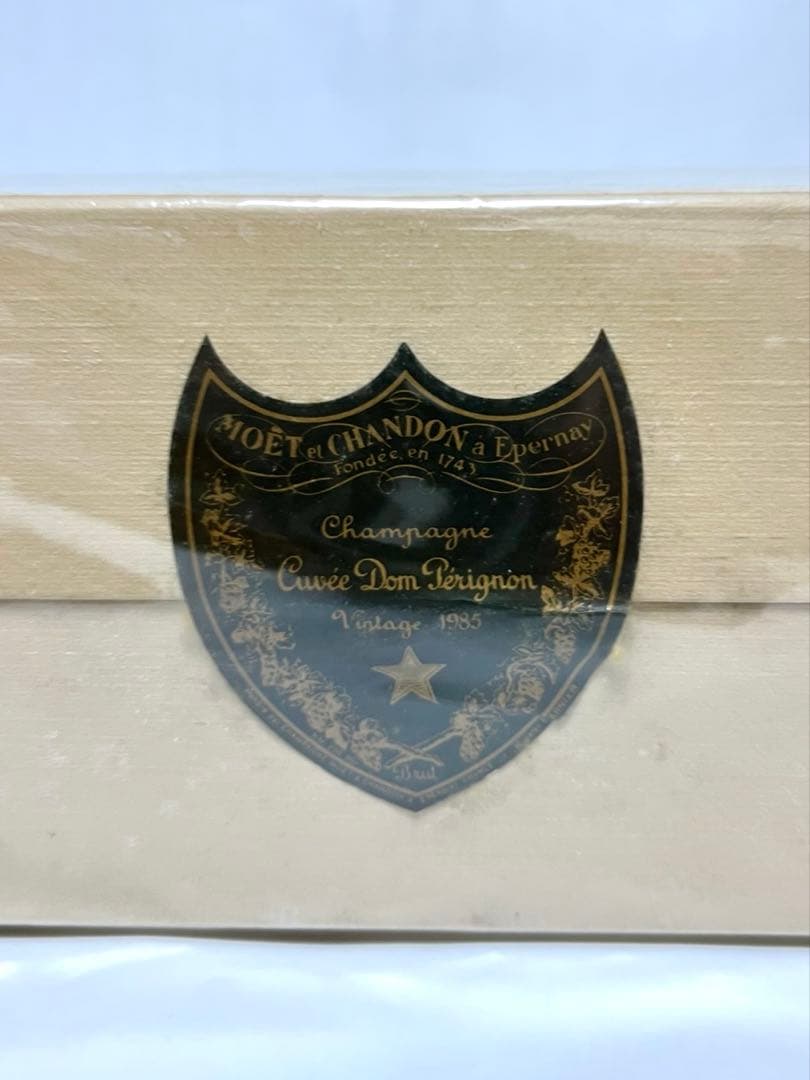 MOËT et CHANDON à Epernay
Fondée en 1743
Champagne
Cuvée Dom Pérignon
Vintage 1985
Brut